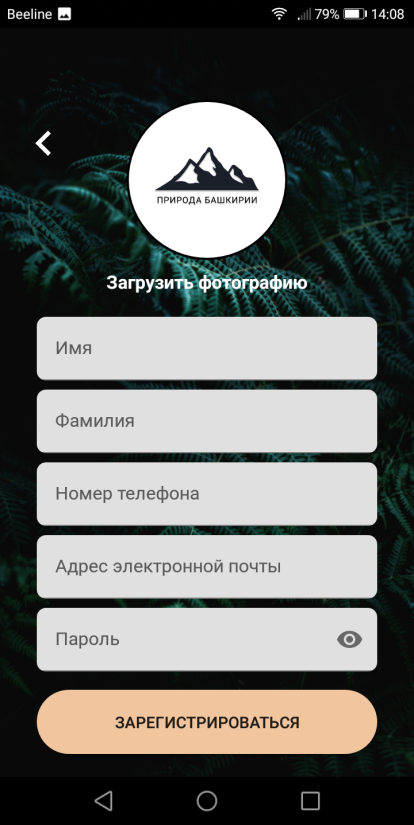 Beeline 79% 14:08
ПРИРОДА БАШКИРИИ
Загрузить фотографию
Имя
Фамилия
Номер телефона
Адрес электронной почты
Пароль
ЗАРЕГИСТРИРОВАТЬСЯ